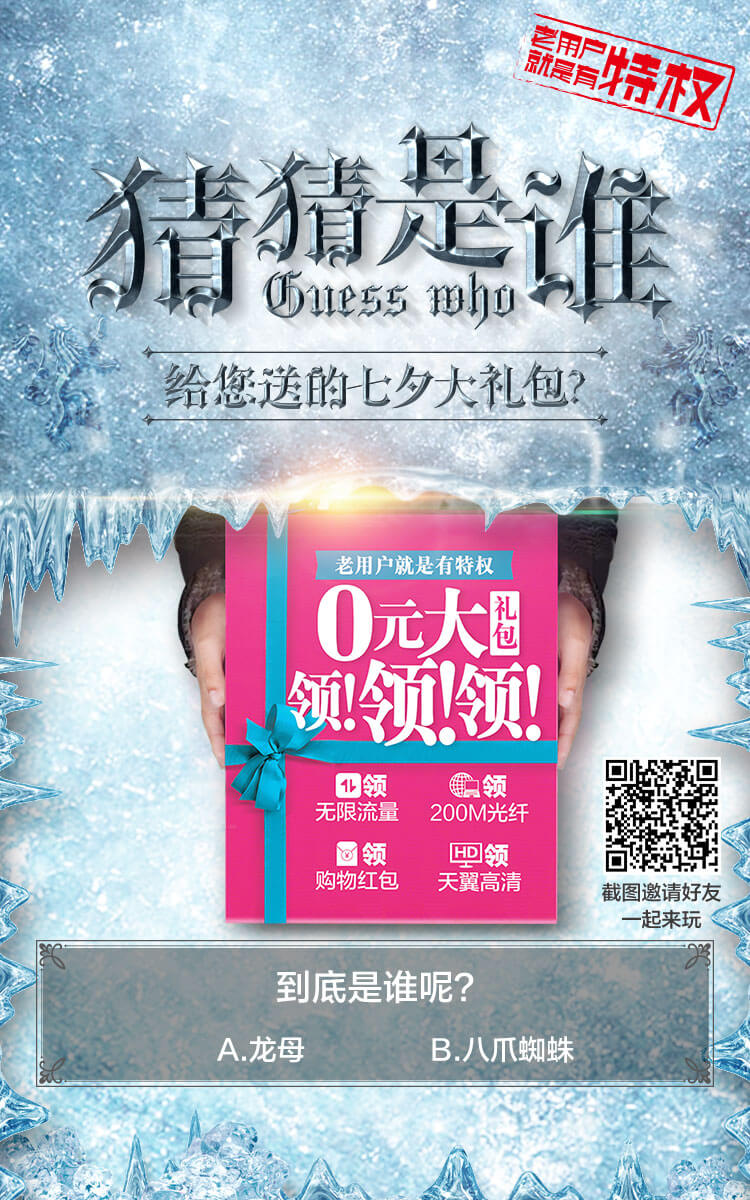 老用户
就是有特权
猜猜是谁
Guess who
给您送的七夕大礼包?
老用户就是有特权
0元大礼包
领!领!领!
领 领
无限流量 200M光纤
领 HD领
购物红包 天翼高清
截图邀请好友
一起来玩
到底是谁呢?
A.龙母 B.八爪蜘蛛